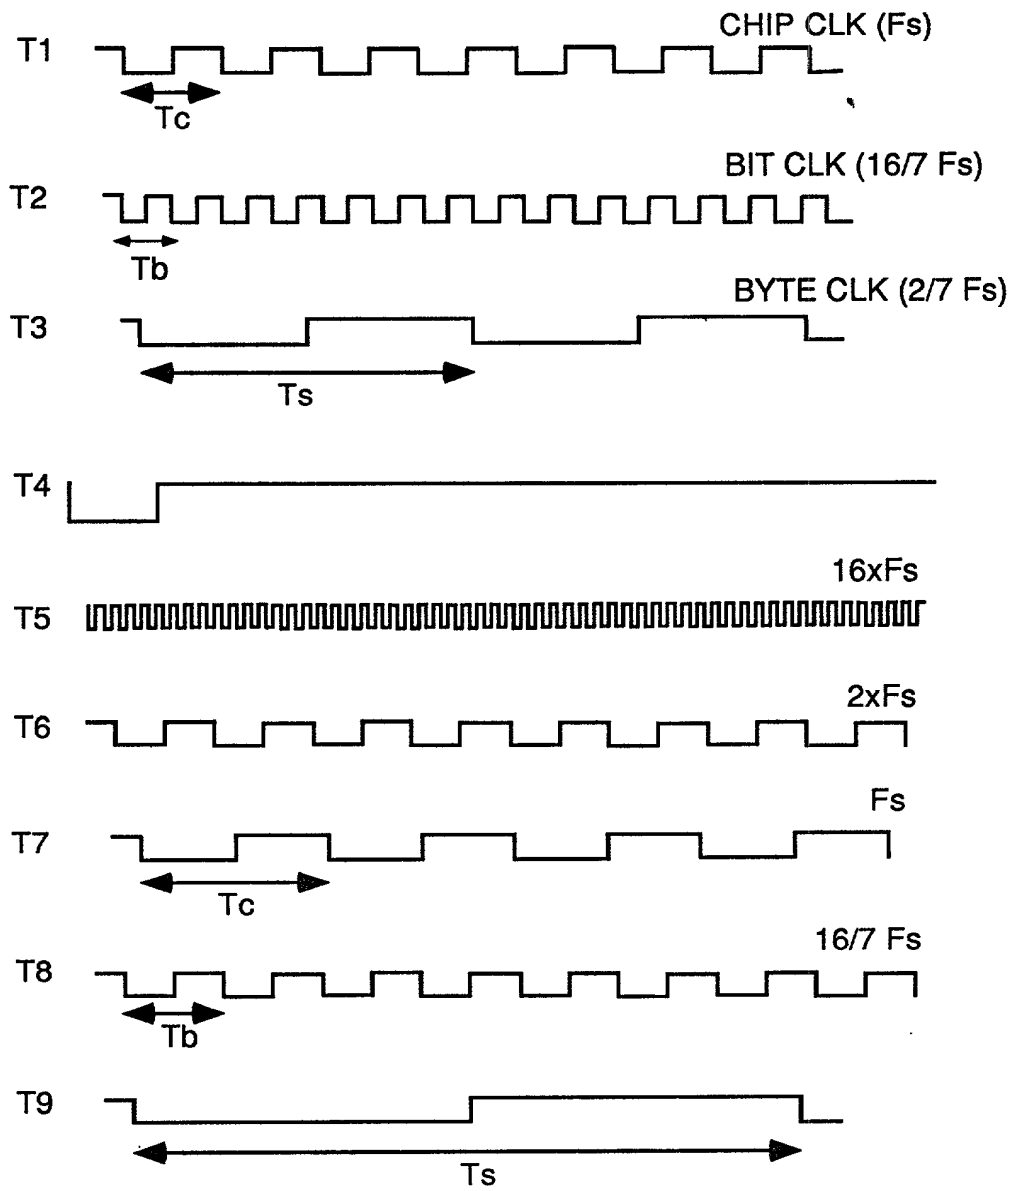 CHIP CLK (Fs)
T1
Tc
BIT CLK (16/7 Fs)
T2
Tb
BYTE CLK (2/7 Fs)
T3
Ts
T4
16xFs
T5
2xFs
T6
Fs
T7
Tc
16/7 Fs
T8
Tb
T9
Ts